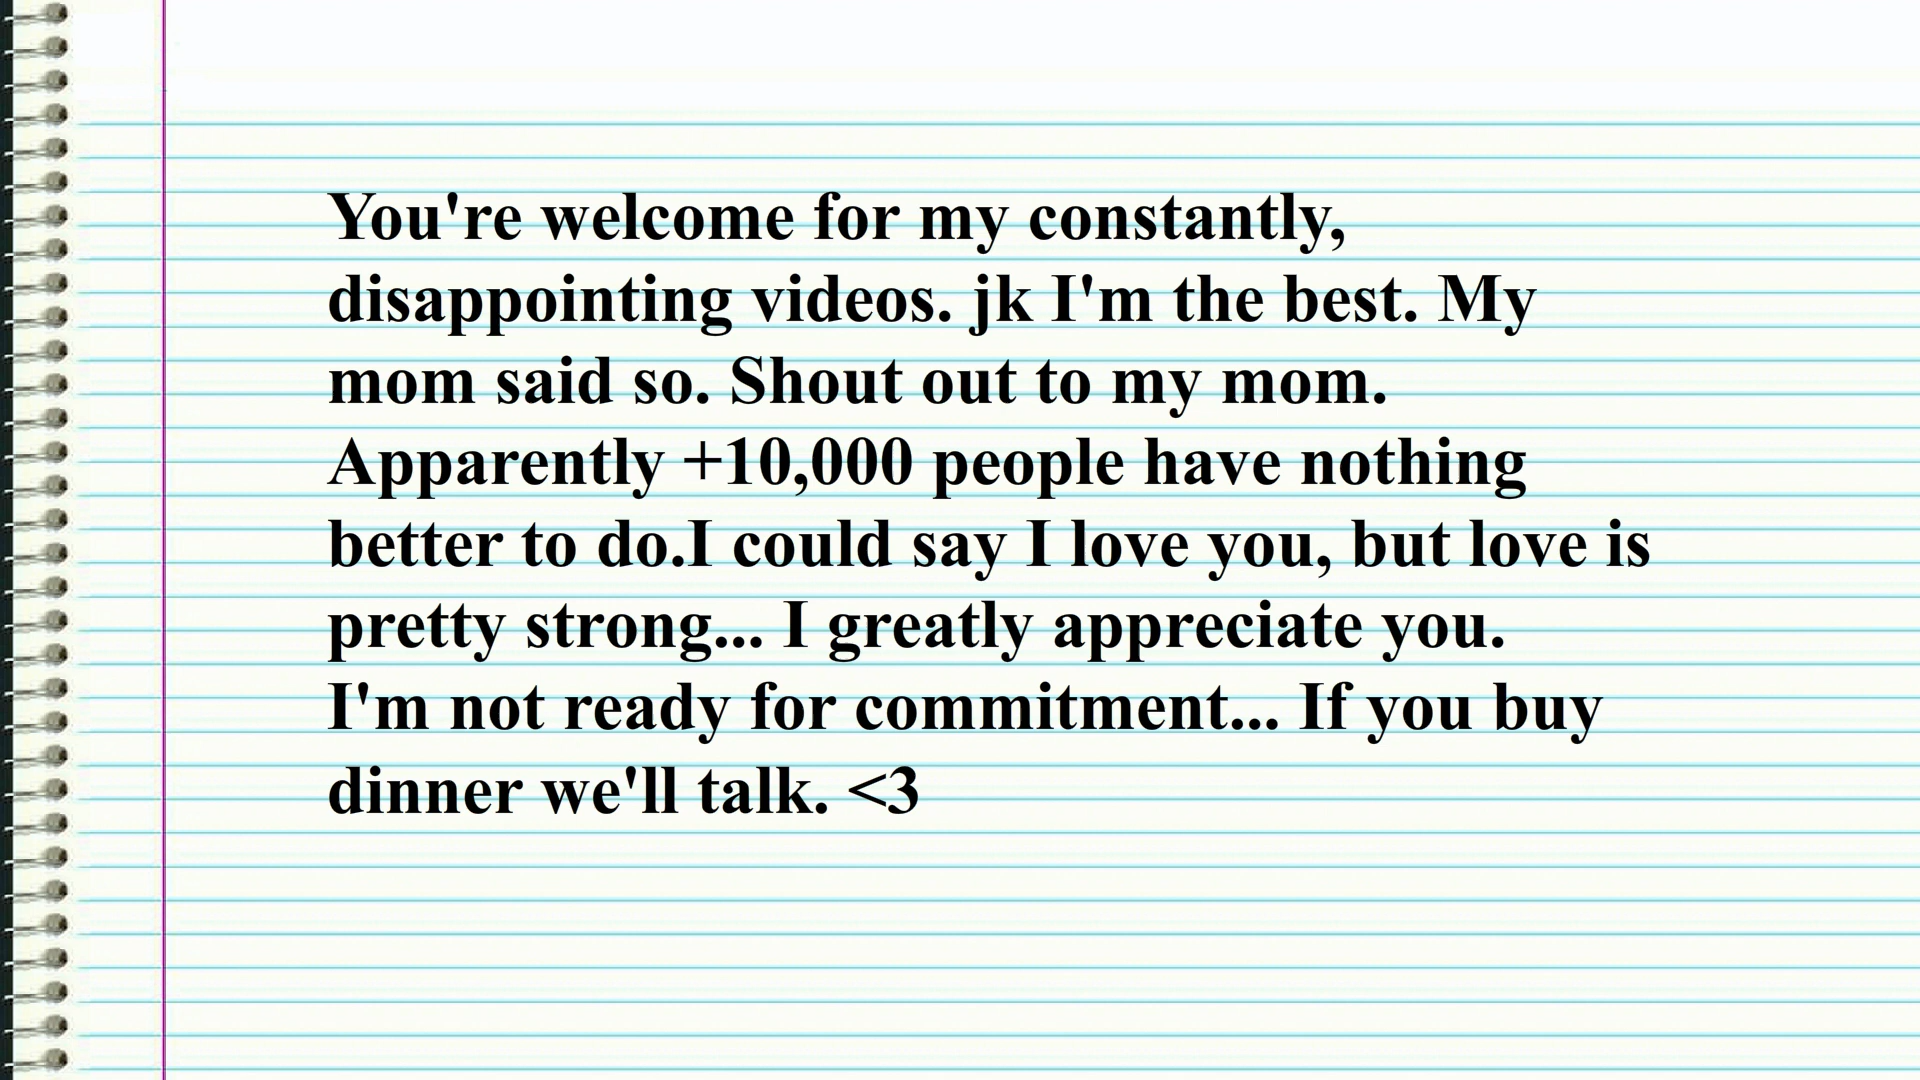 You're welcome for my constantly,
disappointing videos. jk I'm the best. My
mom said so. Shout out to my mom.
Apparently +10,000 people have nothing
better to do.I could say I love you, but love is
pretty strong... I greatly appreciate you.
I'm not ready for commitment... If you buy
dinner we'll talk. <3